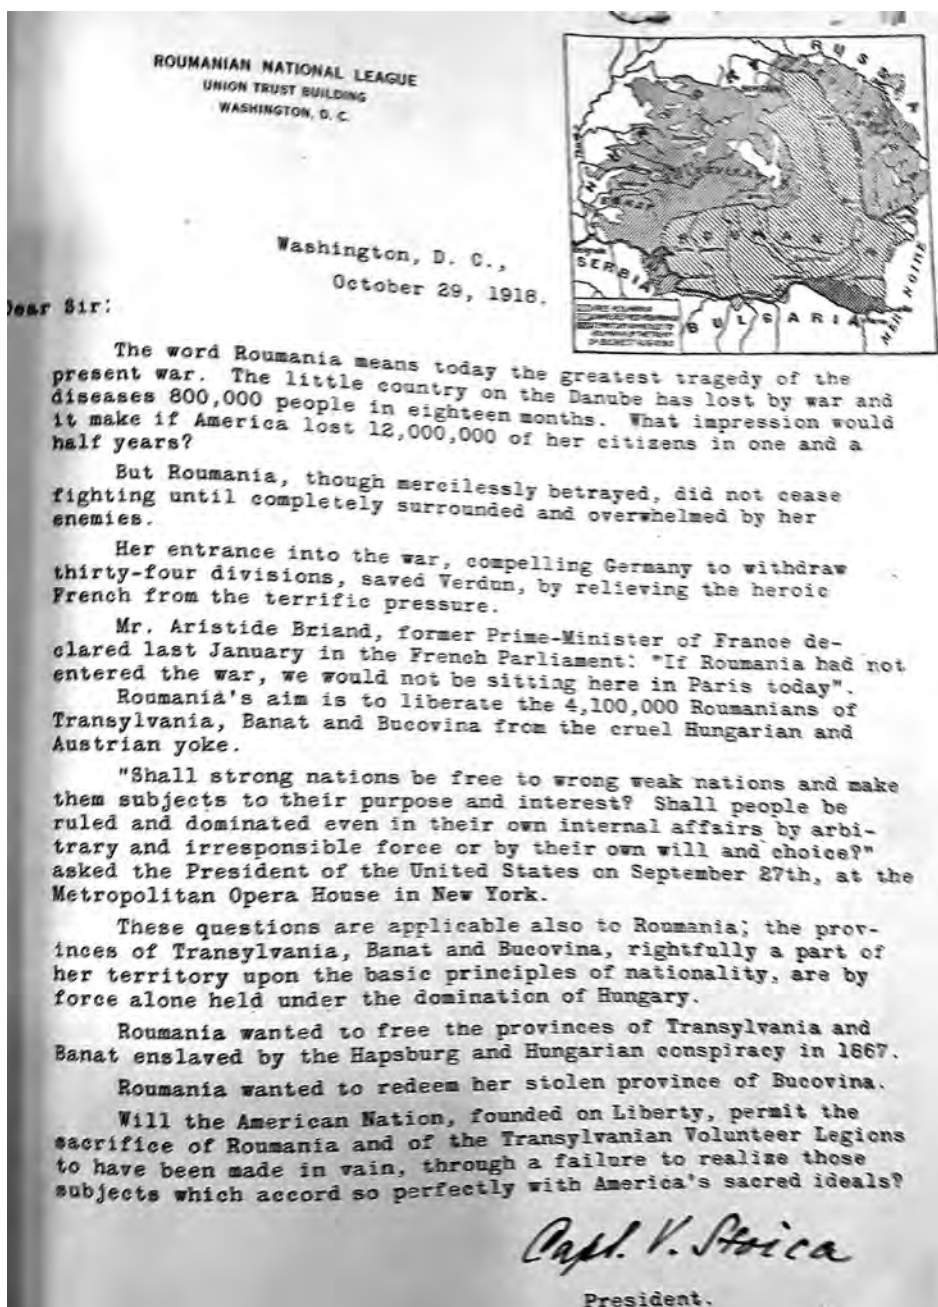 ROUMANIAN NATIONAL LEAGUE
UNION TRUST BUILDING
WASHINGTON, D. C.
SERBIA
BULGARIA
MER NOIRE
Washington, D. C.,
October 29, 1918.
Dear Sir:
The word Roumania means today the greatest tragedy of the
present war. The little country on the Danube has lost by war and
diseases 800,000 people in eighteen months. What impression would
it make if America lost 12,000,000 of her citizens in one and a
half years?
But Roumania, though mercilessly betrayed, did not cease
fighting until completely surrounded and overwhelmed by her
enemies.
Her entrance into the war, compelling Germany to withdraw
thirty-four divisions, saved Verdun, by relieving the heroic
French from the terrific pressure.
Mr. Aristide Briand, former Prime-Minister of France de-
clared last January in the French Parliament: "If Roumania had not
entered the war, we would not be sitting here in Paris today".
Roumania's aim is to liberate the 4,100,000 Roumanians of
Transylvania, Banat and Bucovina from the cruel Hungarian and
Austrian yoke.
"Shall strong nations be free to wrong weak nations and make
them subjects to their purpose and interest? Shall people be
ruled and dominated even in their own internal affairs by arbi-
trary and irresponsible force or by their own will and choice?"
asked the President of the United States on September 27th, at the
Metropolitan Opera House in New York.
These questions are applicable also to Roumania; the prov-
inces of Transylvania, Banat and Bucovina, rightfully a part of
her territory upon the basic principles of nationality, are by
force alone held under the domination of Hungary.
Roumania wanted to free the provinces of Transylvania and
Banat enslaved by the Hapsburg and Hungarian conspiracy in 1867.
Roumania wanted to redeem her stolen province of Bucovina.
Will the American Nation, founded on Liberty, permit the
sacrifice of Roumania and of the Transylvanian Volunteer Legions
to have been made in vain, through a failure to realize those
subjects which accord so perfectly with America's sacred ideals?
Capt. V. Stoica
President.